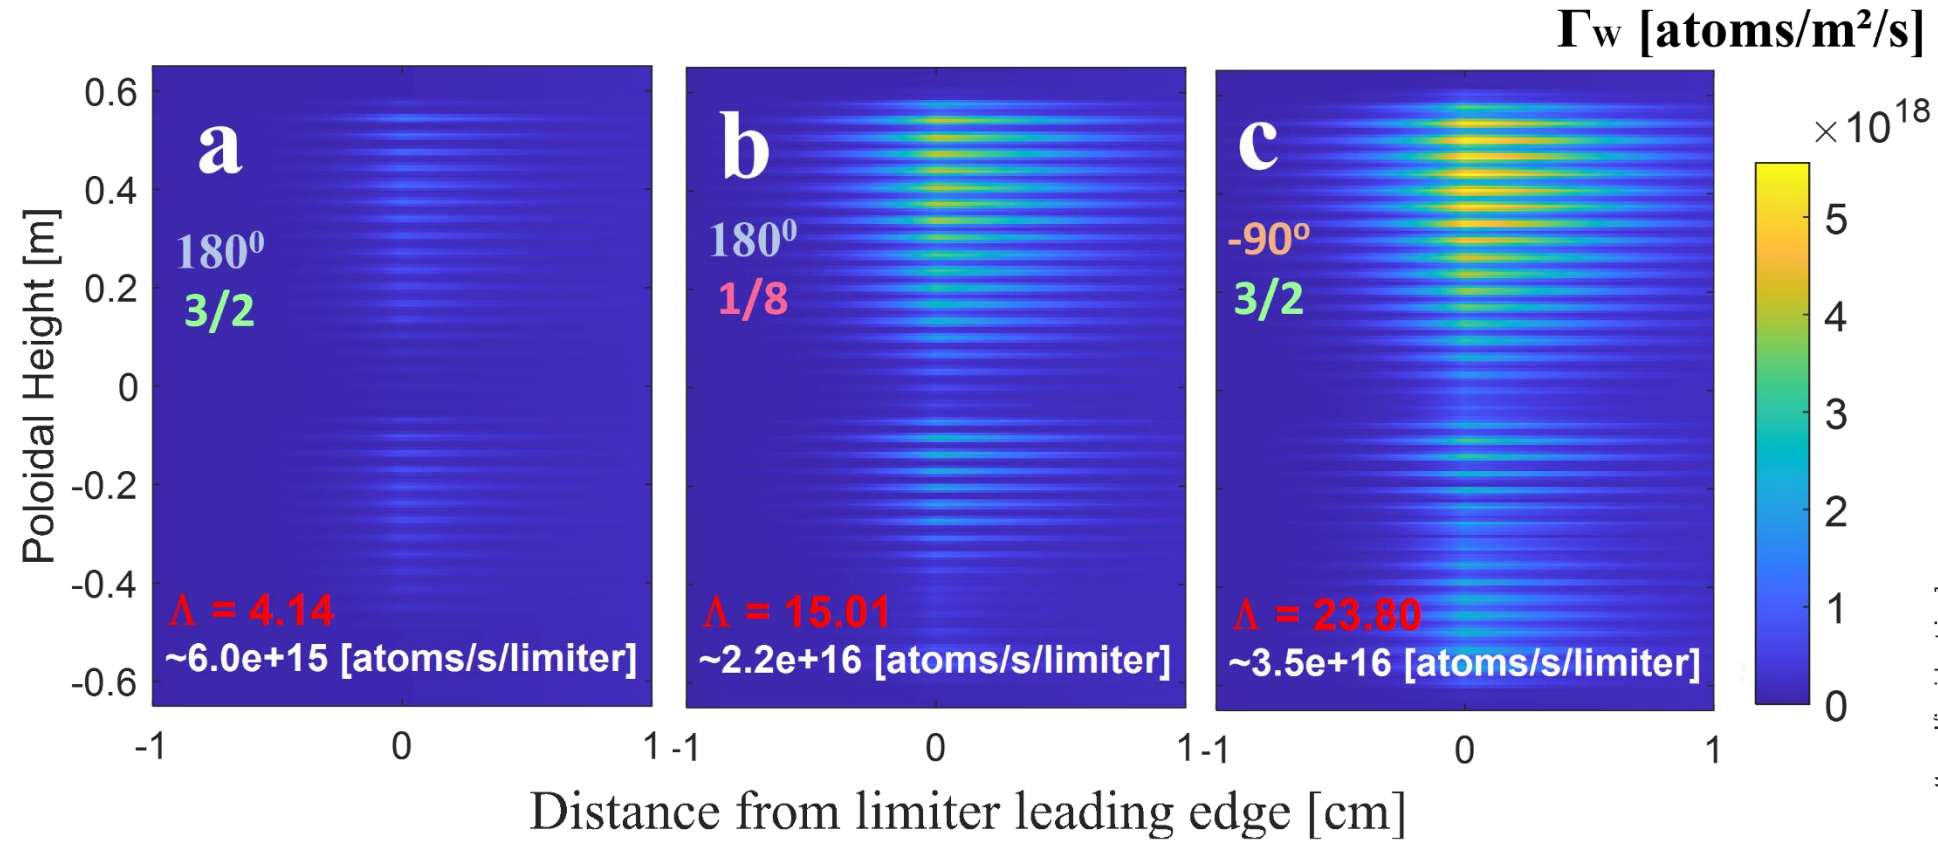 Γw [atoms/m²/s]
×10¹⁸
a
180⁰
3/2
Λ = 4.14
~6.0e+15 [atoms/s/limiter]
b
180⁰
1/8
Λ = 15.01
~2.2e+16 [atoms/s/limiter]
c
-90º
3/2
Λ = 23.80
~3.5e+16 [atoms/s/limiter]
Poloidal Height [m]
0.6
0.4
0.2
0
-0.2
-0.4
-0.6
5
4
3
2
1
0
-1 0 1 -1 0 1 -1 0 1
Distance from limiter leading edge [cm]